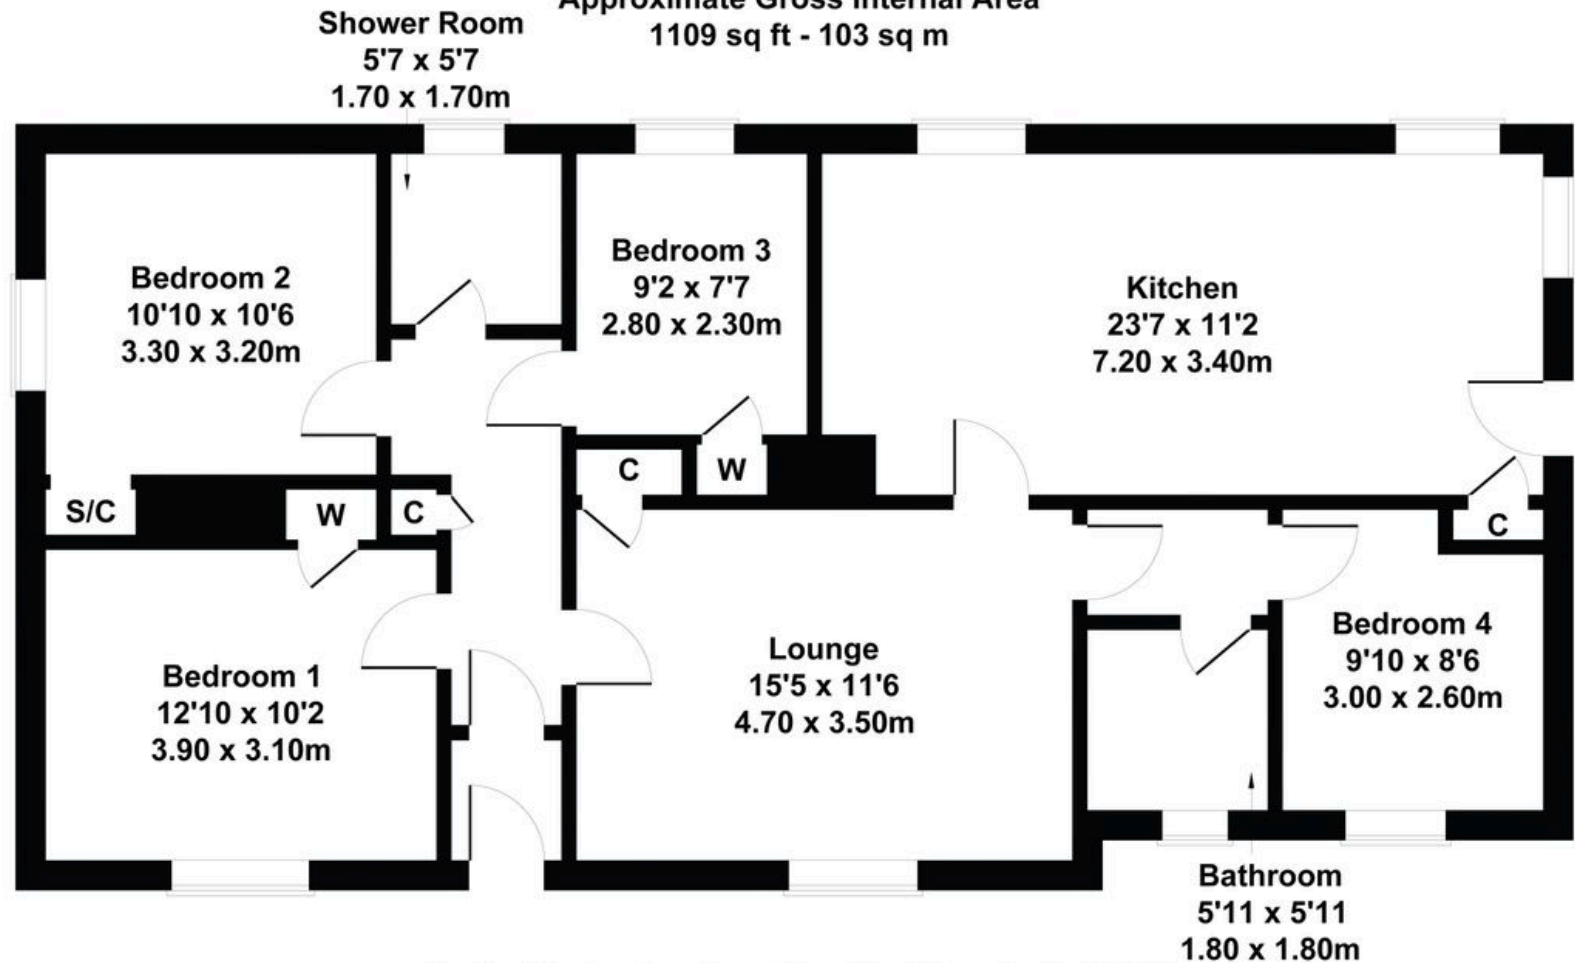 Approximate Gross Internal Area
1109 sq ft - 103 sq m
Shower Room
5'7 x 5'7
1.70 x 1.70m
Bedroom 2
10'10 x 10'6
3.30 x 3.20m
Bedroom 3
9'2 x 7'7
2.80 x 2.30m
Kitchen
23'7 x 11'2
7.20 x 3.40m
C
W
S/C
W
C
C
Bedroom 1
12'10 x 10'2
3.90 x 3.10m
Lounge
15'5 x 11'6
4.70 x 3.50m
Bedroom 4
9'10 x 8'6
3.00 x 2.60m
Bathroom
5'11 x 5'11
1.80 x 1.80m